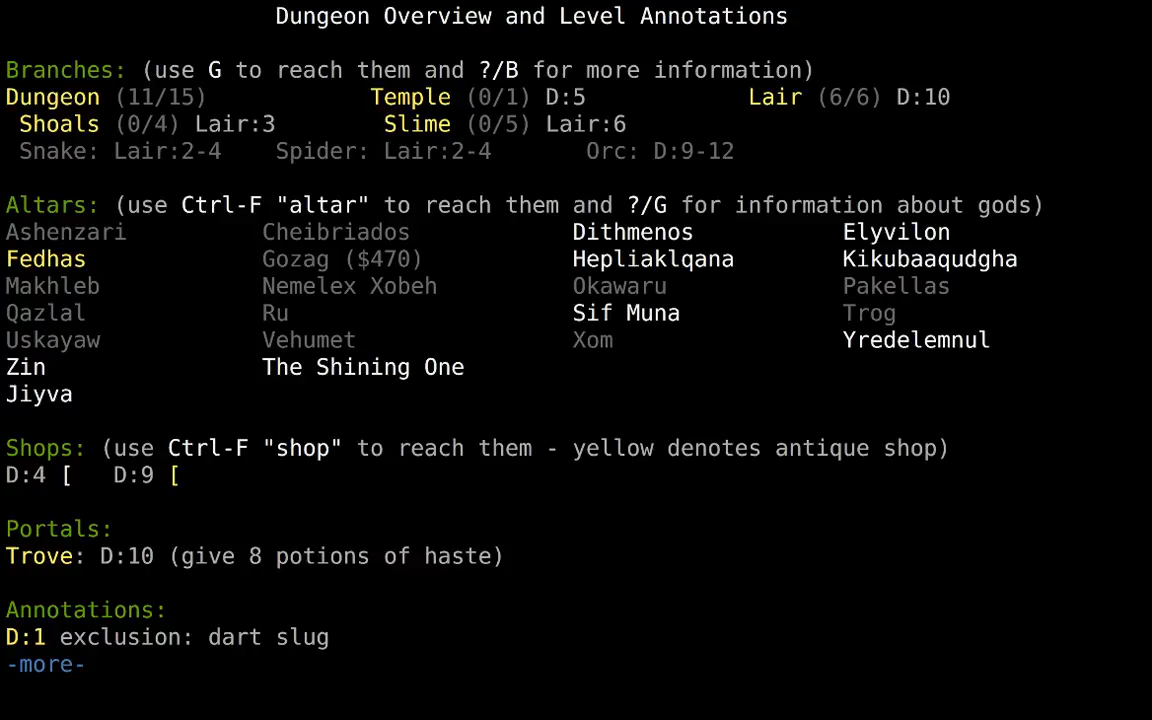 Dungeon Overview and Level Annotations
Branches: (use G to reach them and ?/B for more information)
Dungeon (11/15) Temple (0/1) D:5 Lair (6/6) D:10
Shoals (0/4) Lair:3 Slime (0/5) Lair:6
Snake: Lair:2-4 Spider: Lair:2-4 Orc: D:9-12
Altars: (use Ctrl-F "altar" to reach them and ?/G for information about gods)
Ashenzari Cheibriados Dithmenos Elyvilon
Fedhas Gozag ($470) Hepliaklqana Kikubaaqudgha
Makhleb Nemelex Xobeh Okawaru Pakellas
Qazlal Ru Sif Muna Trog
Uskayaw Vehumet Xom Yredelemnul
Zin The Shining One
Jiyva
Shops: (use Ctrl-F "shop" to reach them - yellow denotes antique shop)
D:4 [ D:9 [
Portals:
Trove: D:10 (give 8 potions of haste)
Annotations:
D:1 exclusion: dart slug
-more-